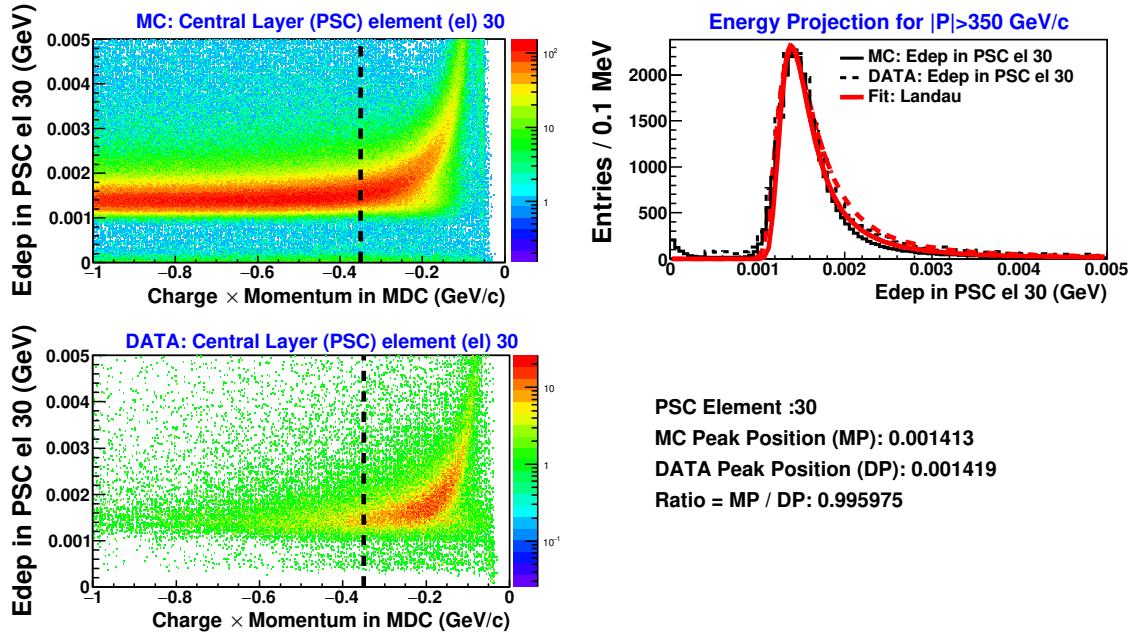 MC: Central Layer (PSC) element (el) 30
Edep in PSC el 30 (GeV)
0.005
0.004
0.003
0.002
0.001
0
−1
−0.8
−0.6
−0.4
−0.2
0
Charge × Momentum in MDC (GeV/c)
10²
10
1
10⁻¹
Energy Projection for |P|>350 GeV/c
Entries / 0.1 MeV
2000
1500
1000
500
0
0
0.001
0.002
0.003
0.004
0.005
Edep in PSC el 30 (GeV)
MC: Edep in PSC el 30
DATA: Edep in PSC el 30
Fit: Landau
DATA: Central Layer (PSC) element (el) 30
Edep in PSC el 30 (GeV)
0.005
0.004
0.003
0.002
0.001
0
−1
−0.8
−0.6
−0.4
−0.2
0
Charge × Momentum in MDC (GeV/c)
10
1
10⁻¹
PSC Element :30
MC Peak Position (MP): 0.001413
DATA Peak Position (DP): 0.001419
Ratio = MP / DP: 0.995975